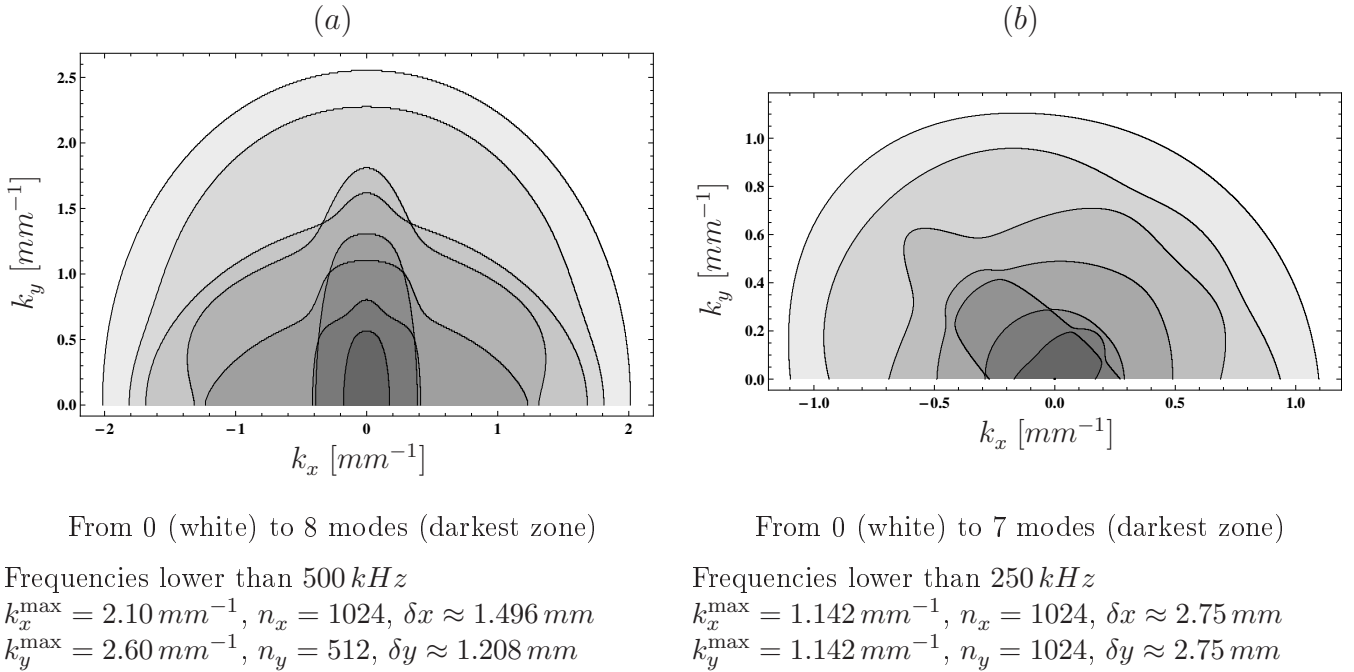 (a)
(b)
2.5
2.0
1.5
1.0
0.5
0.0
k_y [mm^{-1}]
−2
−1
0
1
2
k_x [mm^{-1}]
1.0
0.8
0.6
0.4
0.2
0.0
k_y [mm^{-1}]
−1.0
−0.5
0.0
0.5
1.0
k_x [mm^{-1}]
From 0 (white) to 8 modes (darkest zone)
Frequencies lower than 500 kHz
k_x^{max} = 2.10 mm^{-1}, n_x = 1024, δx ≈ 1.496 mm
k_y^{max} = 2.60 mm^{-1}, n_y = 512, δy ≈ 1.208 mm
From 0 (white) to 7 modes (darkest zone)
Frequencies lower than 250 kHz
k_x^{max} = 1.142 mm^{-1}, n_x = 1024, δx ≈ 2.75 mm
k_y^{max} = 1.142 mm^{-1}, n_y = 1024, δy ≈ 2.75 mm